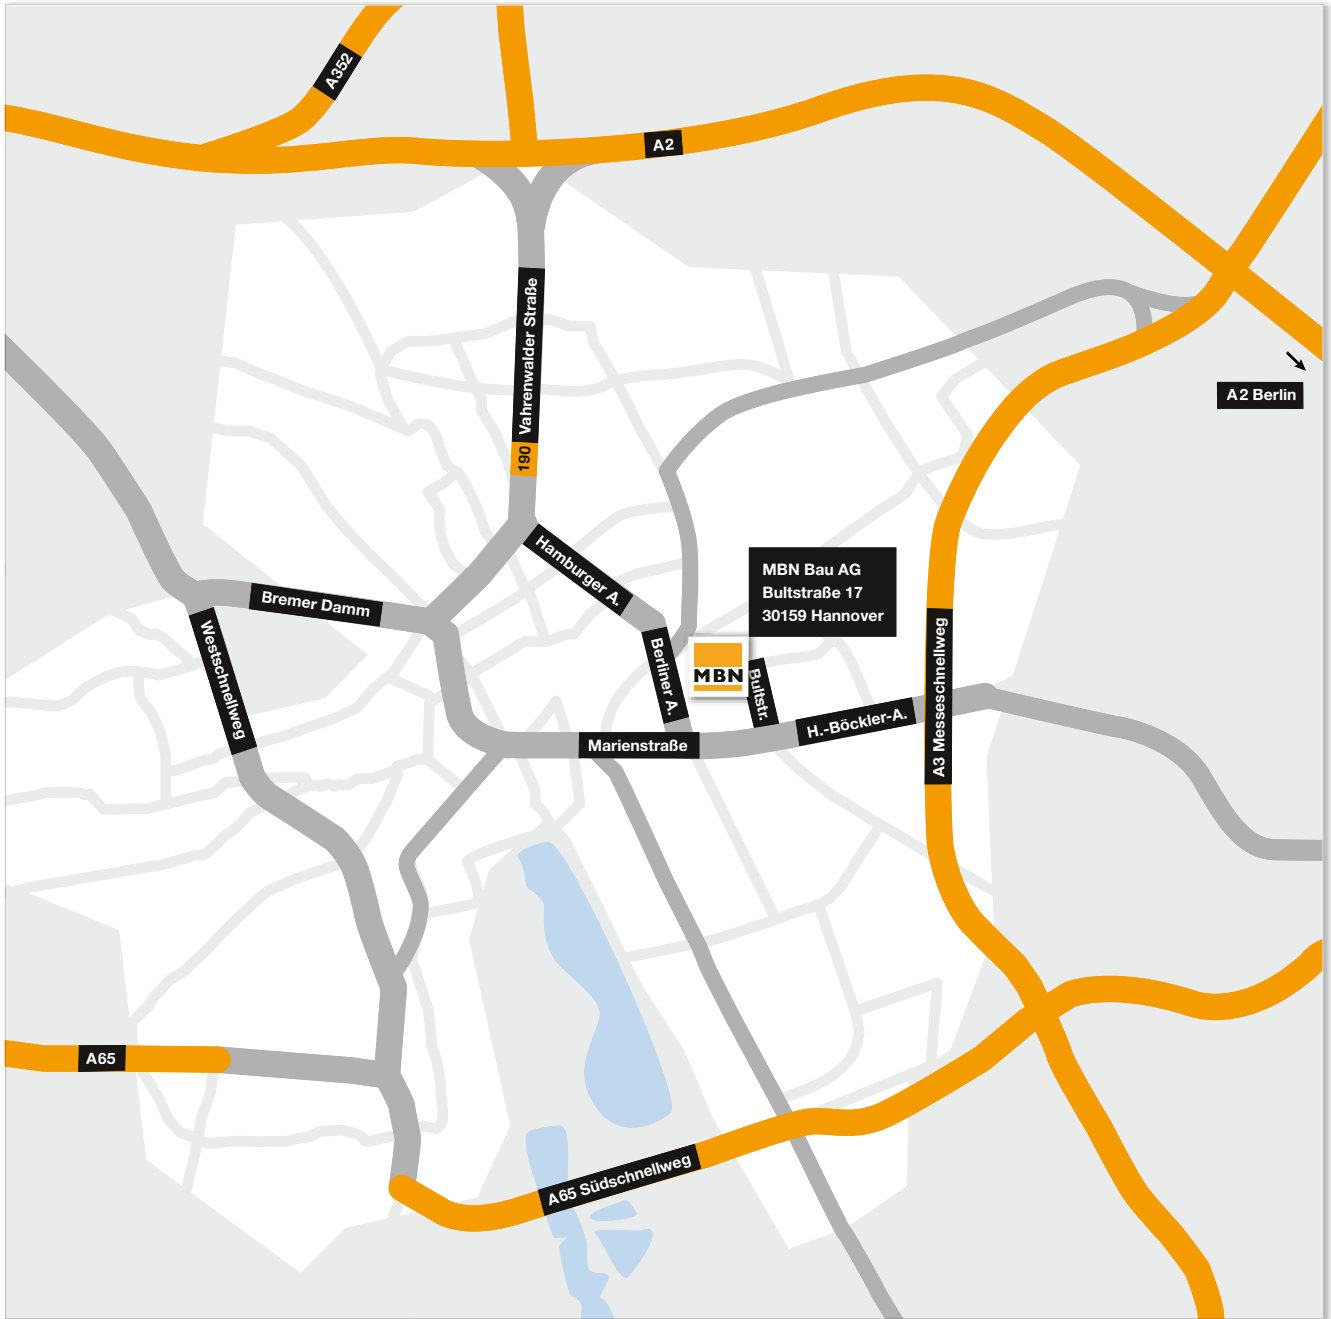 A352
A2
A2 Berlin
Vahrenwalder Straße
190
Hamburger A.
MBN Bau AG
Bultstraße 17
30159 Hannover
Bremer Damm
Westschnellweg
Berliner A.
MBN
Bultstr.
H.-Böckler-A.
A3 Messeschnellweg
Marienstraße
A65
A65 Südschnellweg